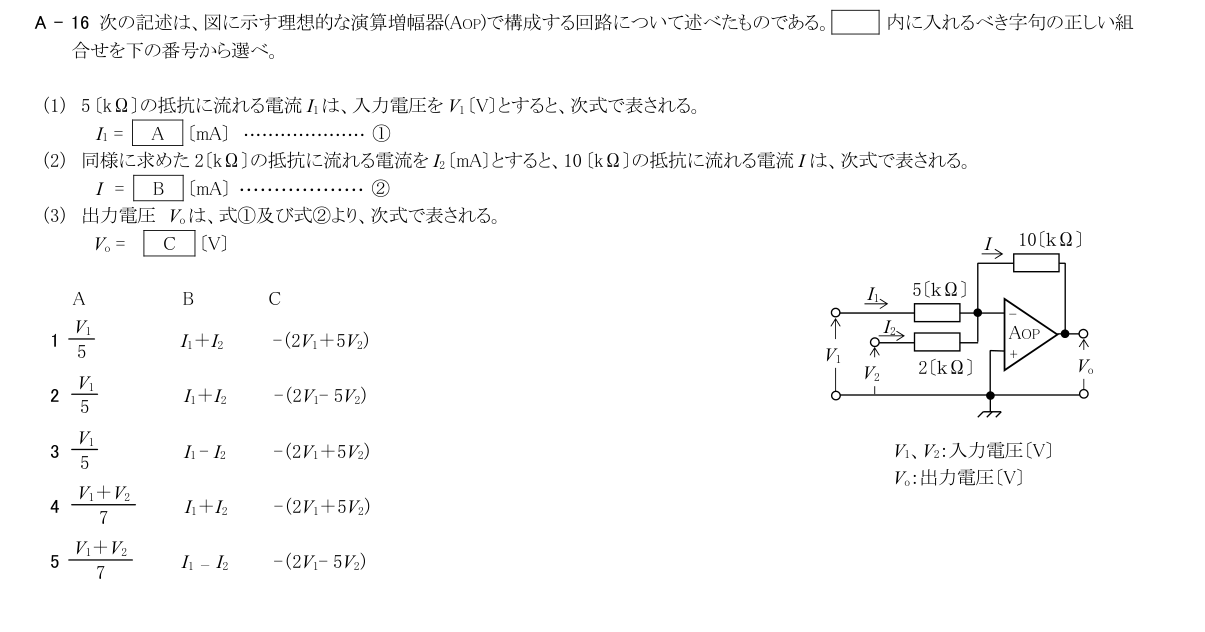 A - 16 次の記述は、図に示す理想的な演算増幅器(AOP)で構成する回路について述べたものである。 内に入れるべき字句の正しい組
合せを下の番号から選べ。
(1) 5〔kΩ〕の抵抗に流れる電流 I₁は、入力電圧を V₁〔V〕とすると、次式で表される。
I₁ = A 〔mA〕 ………………… ①
(2) 同様に求めた 2〔kΩ〕の抵抗に流れる電流を I₂〔mA〕とすると、10〔kΩ〕の抵抗に流れる電流 I は、次式で表される。
I = B 〔mA〕 ……………… ②
(3) 出力電圧 Vₒは、式①及び式②より、次式で表される。
Vₒ = C 〔V〕
A B C
1 V₁/5 I₁+I₂ -(2V₁+5V₂)
2 V₁/5 I₁+I₂ -(2V₁-5V₂)
3 V₁/5 I₁-I₂ -(2V₁+5V₂)
4 V₁+V₂/7 I₁+I₂ -(2V₁+5V₂)
5 V₁+V₂/7 I₁-I₂ -(2V₁-5V₂)
I 10〔kΩ〕
I₁ 5〔kΩ〕
I₂ - AOP
V₁ V₂ 2〔kΩ〕 + Vₒ
V₁、V₂:入力電圧〔V〕
Vₒ:出力電圧〔V〕